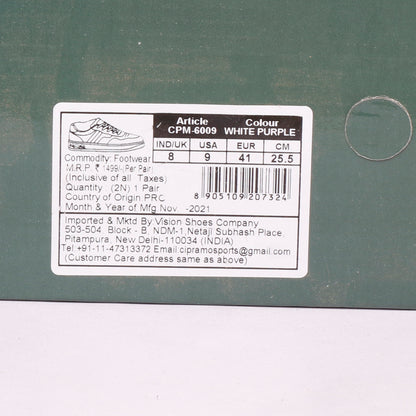 Article Colour
CPM-6009 WHITE PURPLE
IND/UK USA EUR CM
8 9 41 25.5
Commodity: Footwear
M.R.P. ₹ 1499/-(Per Pair)
(Inclusive of all Taxes)
Quantity (2N) 1 Pair
Country of Origin PRC
Month & Year of Mfg Nov. -2021
8 905109 207324
Imported & Mktd By Vision Shoes Company
503-504 Block - B, NDM-1,Netaji Subhash Place,
Pitampura, New Delhi-110034 (INDIA)
Tel:+91-11-47313372 Email:cipramosports@gmail.com
(Customer Care address same as above)